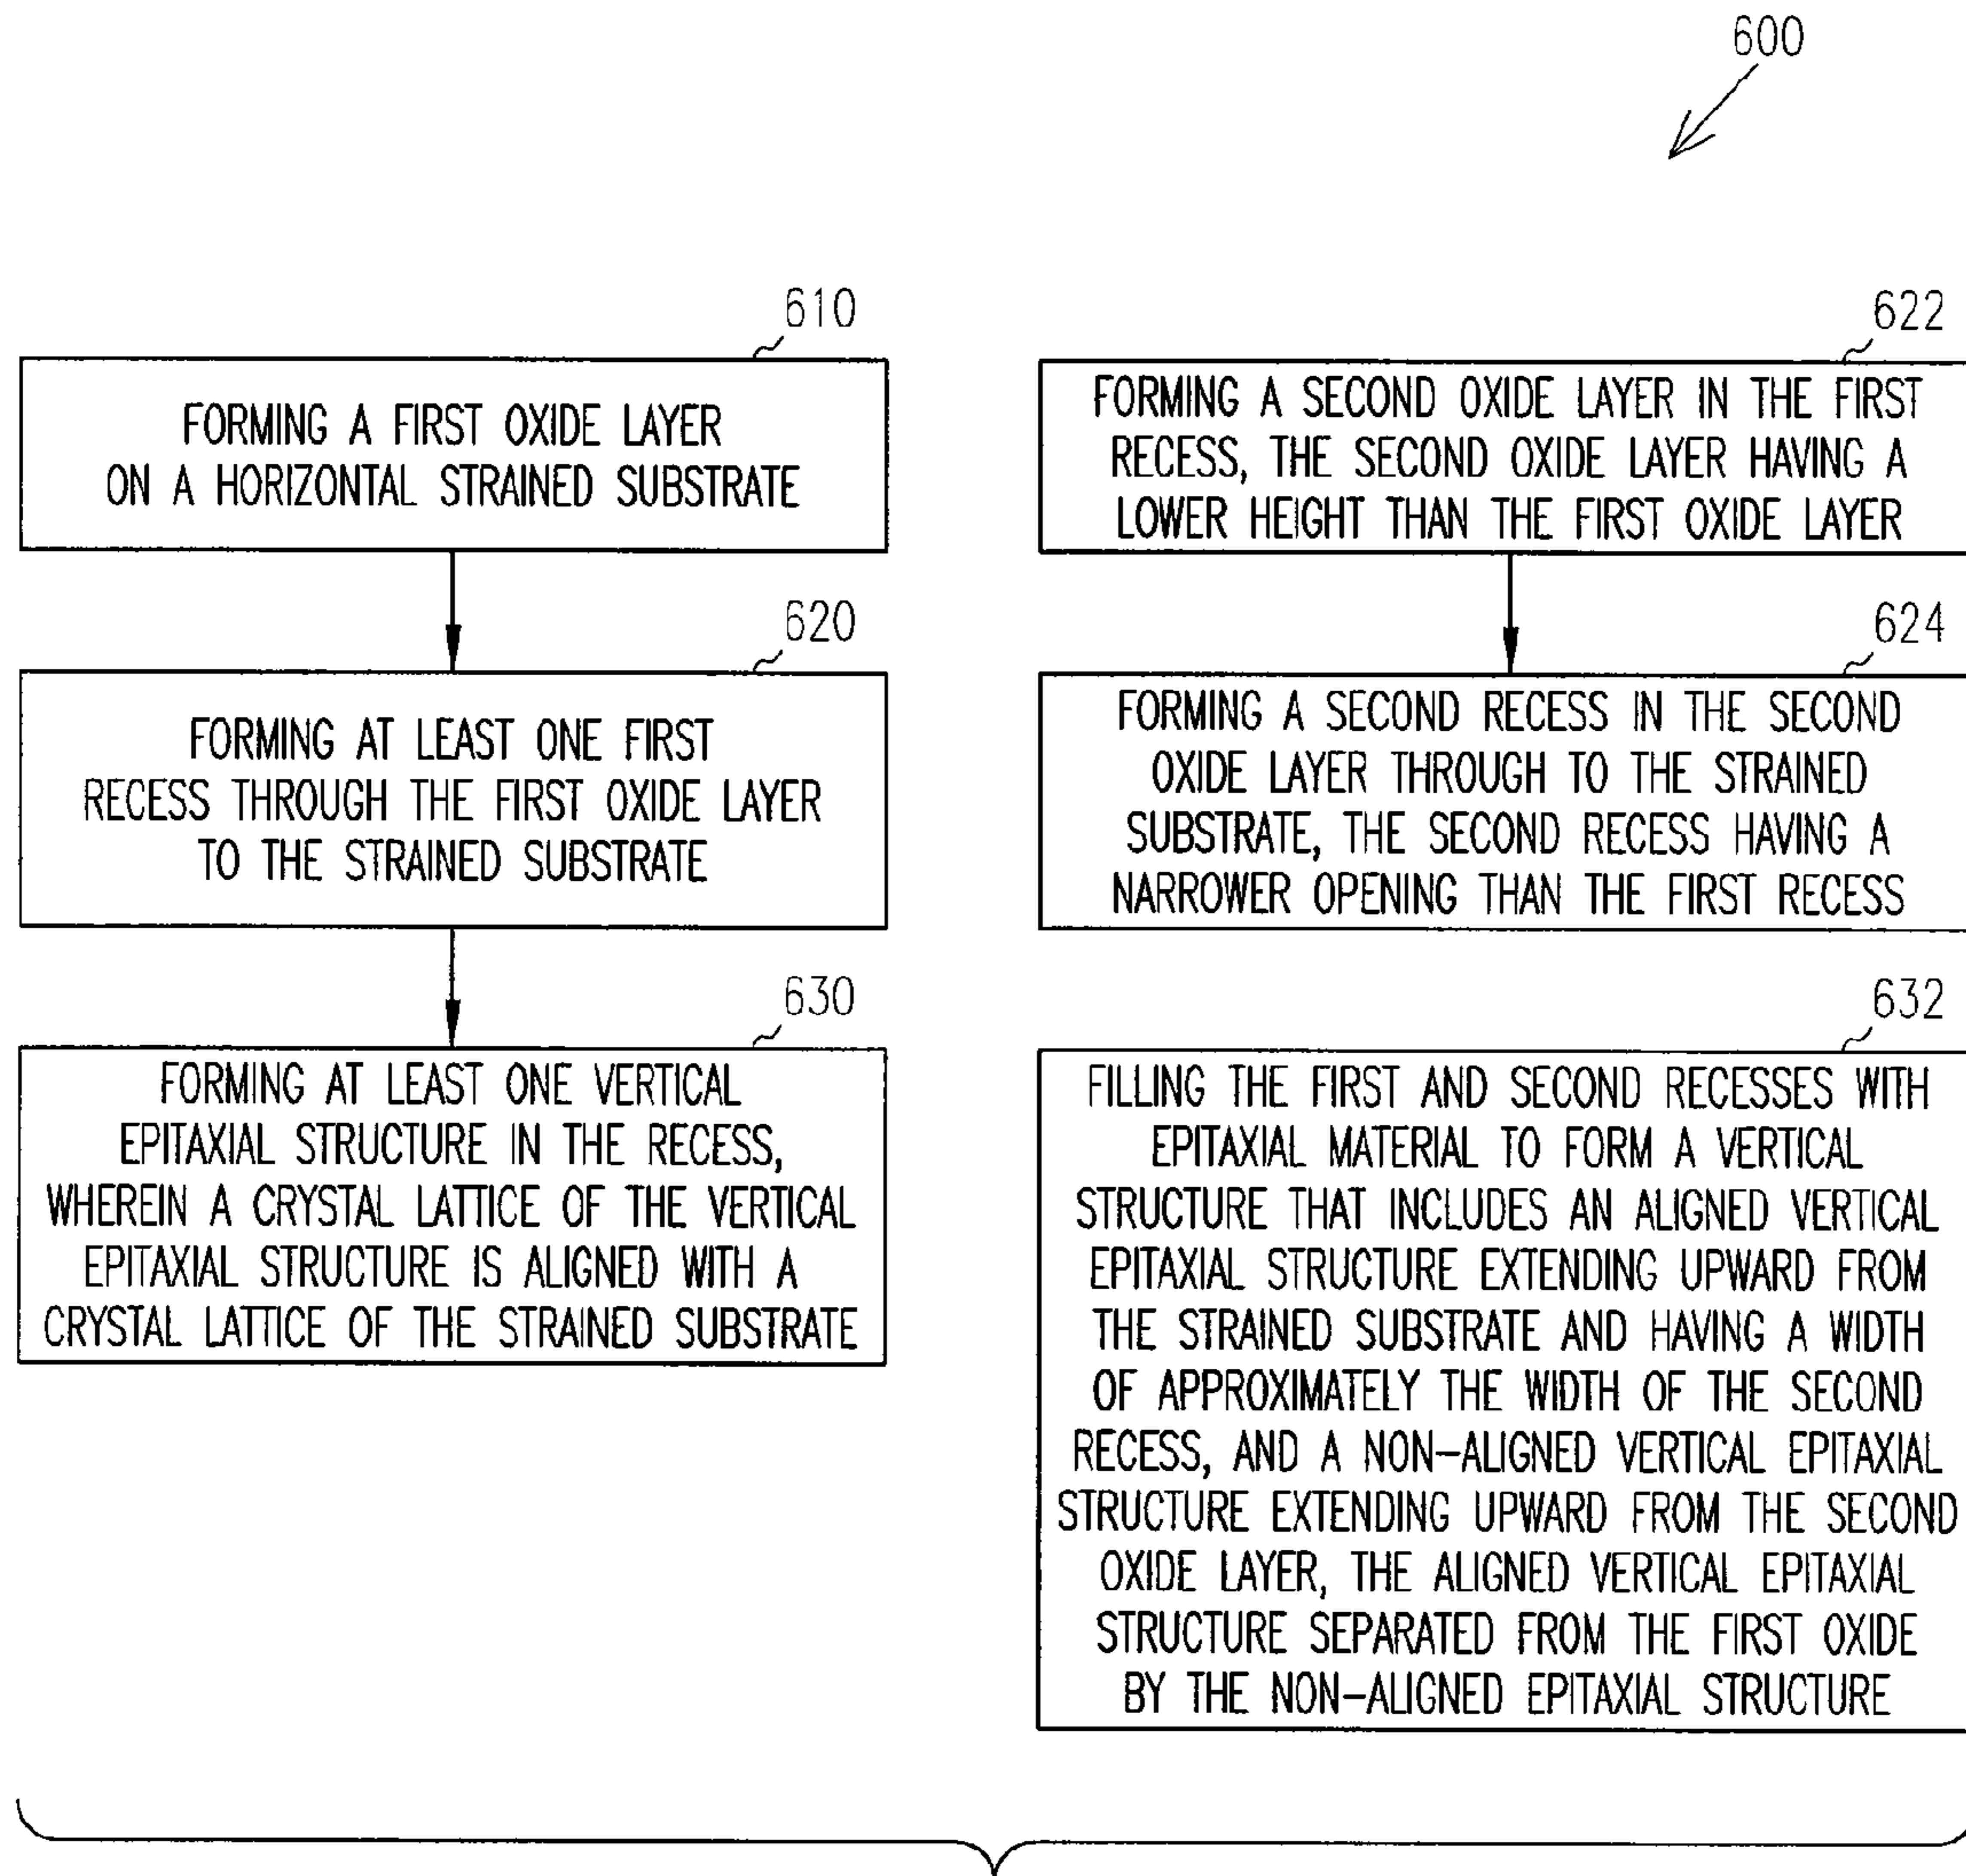 600
610
FORMING A FIRST OXIDE LAYER
ON A HORIZONTAL STRAINED SUBSTRATE
620
FORMING AT LEAST ONE FIRST
RECESS THROUGH THE FIRST OXIDE LAYER
TO THE STRAINED SUBSTRATE
630
FORMING AT LEAST ONE VERTICAL
EPITAXIAL STRUCTURE IN THE RECESS,
WHEREIN A CRYSTAL LATTICE OF THE VERTICAL
EPITAXIAL STRUCTURE IS ALIGNED WITH A
CRYSTAL LATTICE OF THE STRAINED SUBSTRATE
622
FORMING A SECOND OXIDE LAYER IN THE FIRST
RECESS, THE SECOND OXIDE LAYER HAVING A
LOWER HEIGHT THAN THE FIRST OXIDE LAYER
624
FORMING A SECOND RECESS IN THE SECOND
OXIDE LAYER THROUGH TO THE STRAINED
SUBSTRATE, THE SECOND RECESS HAVING A
NARROWER OPENING THAN THE FIRST RECESS
632
FILLING THE FIRST AND SECOND RECESSES WITH
EPITAXIAL MATERIAL TO FORM A VERTICAL
STRUCTURE THAT INCLUDES AN ALIGNED VERTICAL
EPITAXIAL STRUCTURE EXTENDING UPWARD FROM
THE STRAINED SUBSTRATE AND HAVING A WIDTH
OF APPROXIMATELY THE WIDTH OF THE SECOND
RECESS, AND A NON-ALIGNED VERTICAL EPITAXIAL
STRUCTURE EXTENDING UPWARD FROM THE SECOND
OXIDE LAYER, THE ALIGNED VERTICAL EPITAXIAL
STRUCTURE SEPARATED FROM THE FIRST OXIDE
BY THE NON-ALIGNED EPITAXIAL STRUCTURE